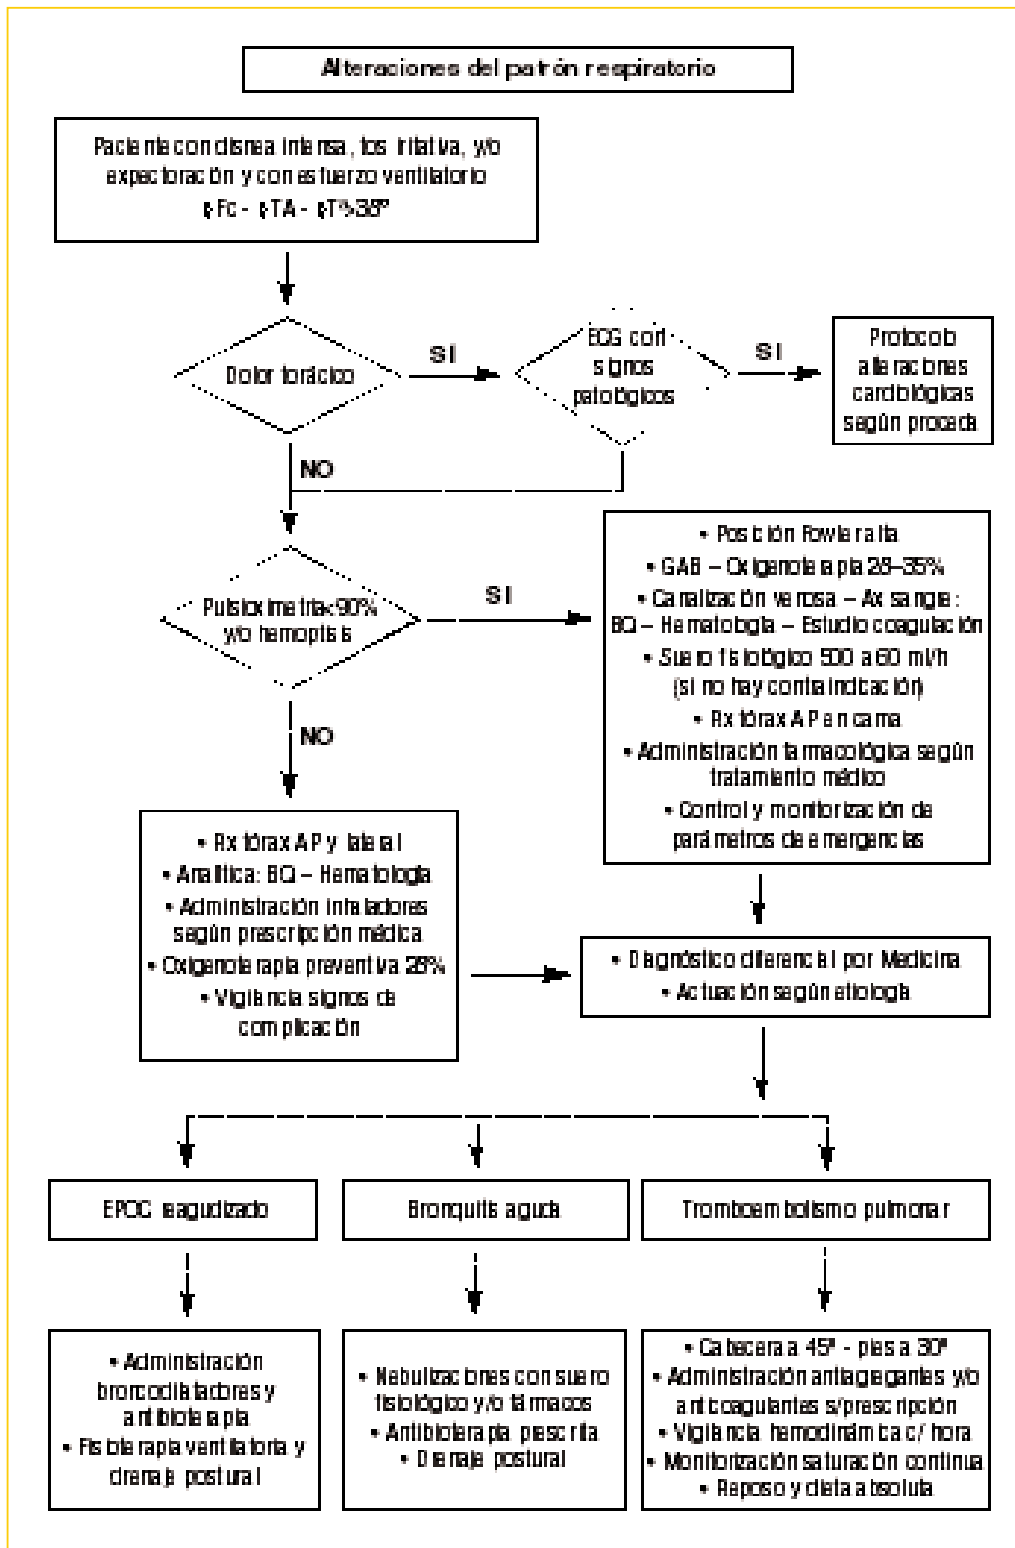 Alteraciones del patrón respiratorio
Paciente con disnea intensa, tos irritativa, y/o
expectoración y con esfuerzo ventilatorio
Fc - TA - Tª>38º
Dolor torácico
SÍ
ECG con
signos
patológicos
SÍ
Protocolo
alteraciones
cardiológicas
según proceda
NO
Pulsioximetría<90%
y/o hemoptisis
SÍ
• Posición Fowler alta
• GAB – Oxigenoterapia 28–35%
• Canalización venosa – Ax sangre:
BQ – Hematología – Estudio coagulación
• Suero fisiológico 500 a 60 ml/h
(si no hay contraindicación)
• Rx tórax AP en cama
• Administración farmacológica según
tratamiento médico
• Control y monitorización de
parámetros de emergencias
NO
• Rx tórax AP y lateral
• Analítica: BQ – Hematología
• Administración inhaladores
según prescripción médica
• Oxigenoterapia preventiva 28%
• Vigilancia signos de
complicación
• Diagnóstico diferencial por Medicina
• Actuación según etiología
EPOC reagudizado
Bronquitis aguda
Tromboembolismo pulmonar
• Administración
broncodilatadores y
antibioterapia
• Fisioterapia ventilatoria y
drenaje postural
• Nebulizaciones con suero
fisiológico y/o fármacos
• Antibioterapia prescrita
• Drenaje postural
• Cabecera a 45º - pies a 30º
• Administración antiagregantes y/o
anticoagulantes s/prescripción
• Vigilancia hemodinámica c/ hora
• Monitorización saturación continua
• Reposo y dieta absoluta